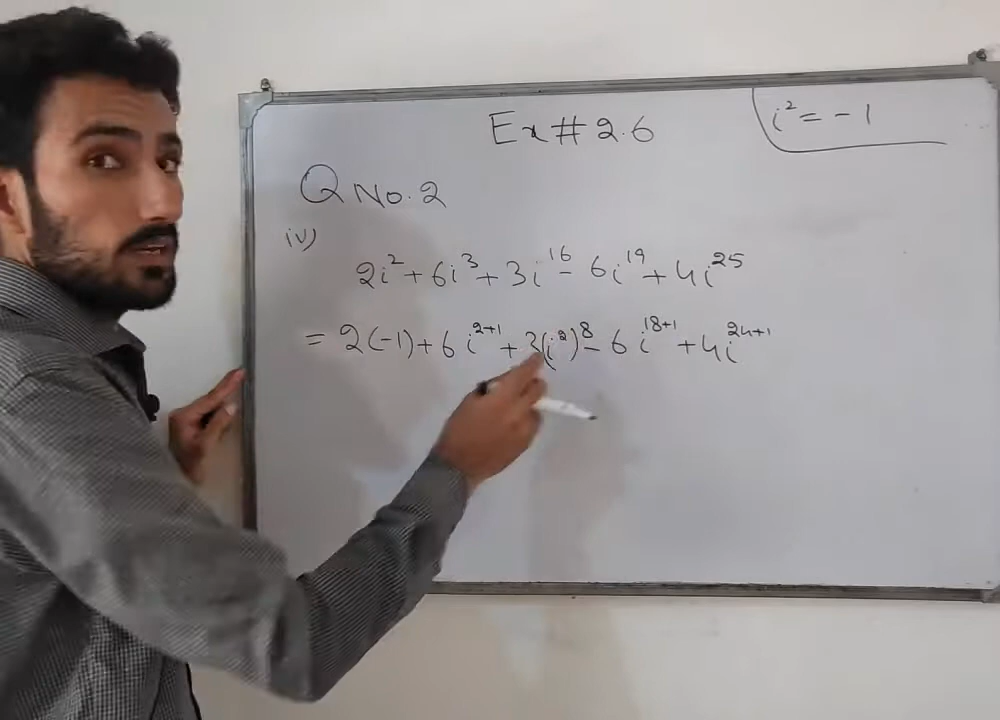 Ex # 2.6
i² = -1
Q No. 2
iv)
2i² + 6i³ + 3i¹⁶ - 6i¹⁹ + 4i²⁵
= 2(-1) + 6i²⁺¹ + 3(i²)⁸ - 6i¹⁸⁺¹ + 4i²⁴⁺¹